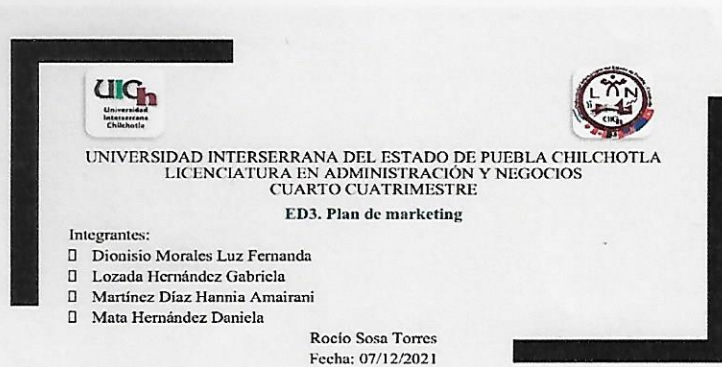 UICh
Universidad
Interserrana
Chilchotla
L N
UICh
UNIVERSIDAD INTERSERRANA DEL ESTADO DE PUEBLA CHILCHOTLA
LICENCIATURA EN ADMINISTRACIÓN Y NEGOCIOS
CUARTO CUATRIMESTRE
ED3. Plan de marketing
Integrantes:
Dionisio Morales Luz Fernanda
Lozada Hernández Gabriela
Martínez Díaz Hannia Amairani
Mata Hernández Daniela
Rocío Sosa Torres
Fecha: 07/12/2021